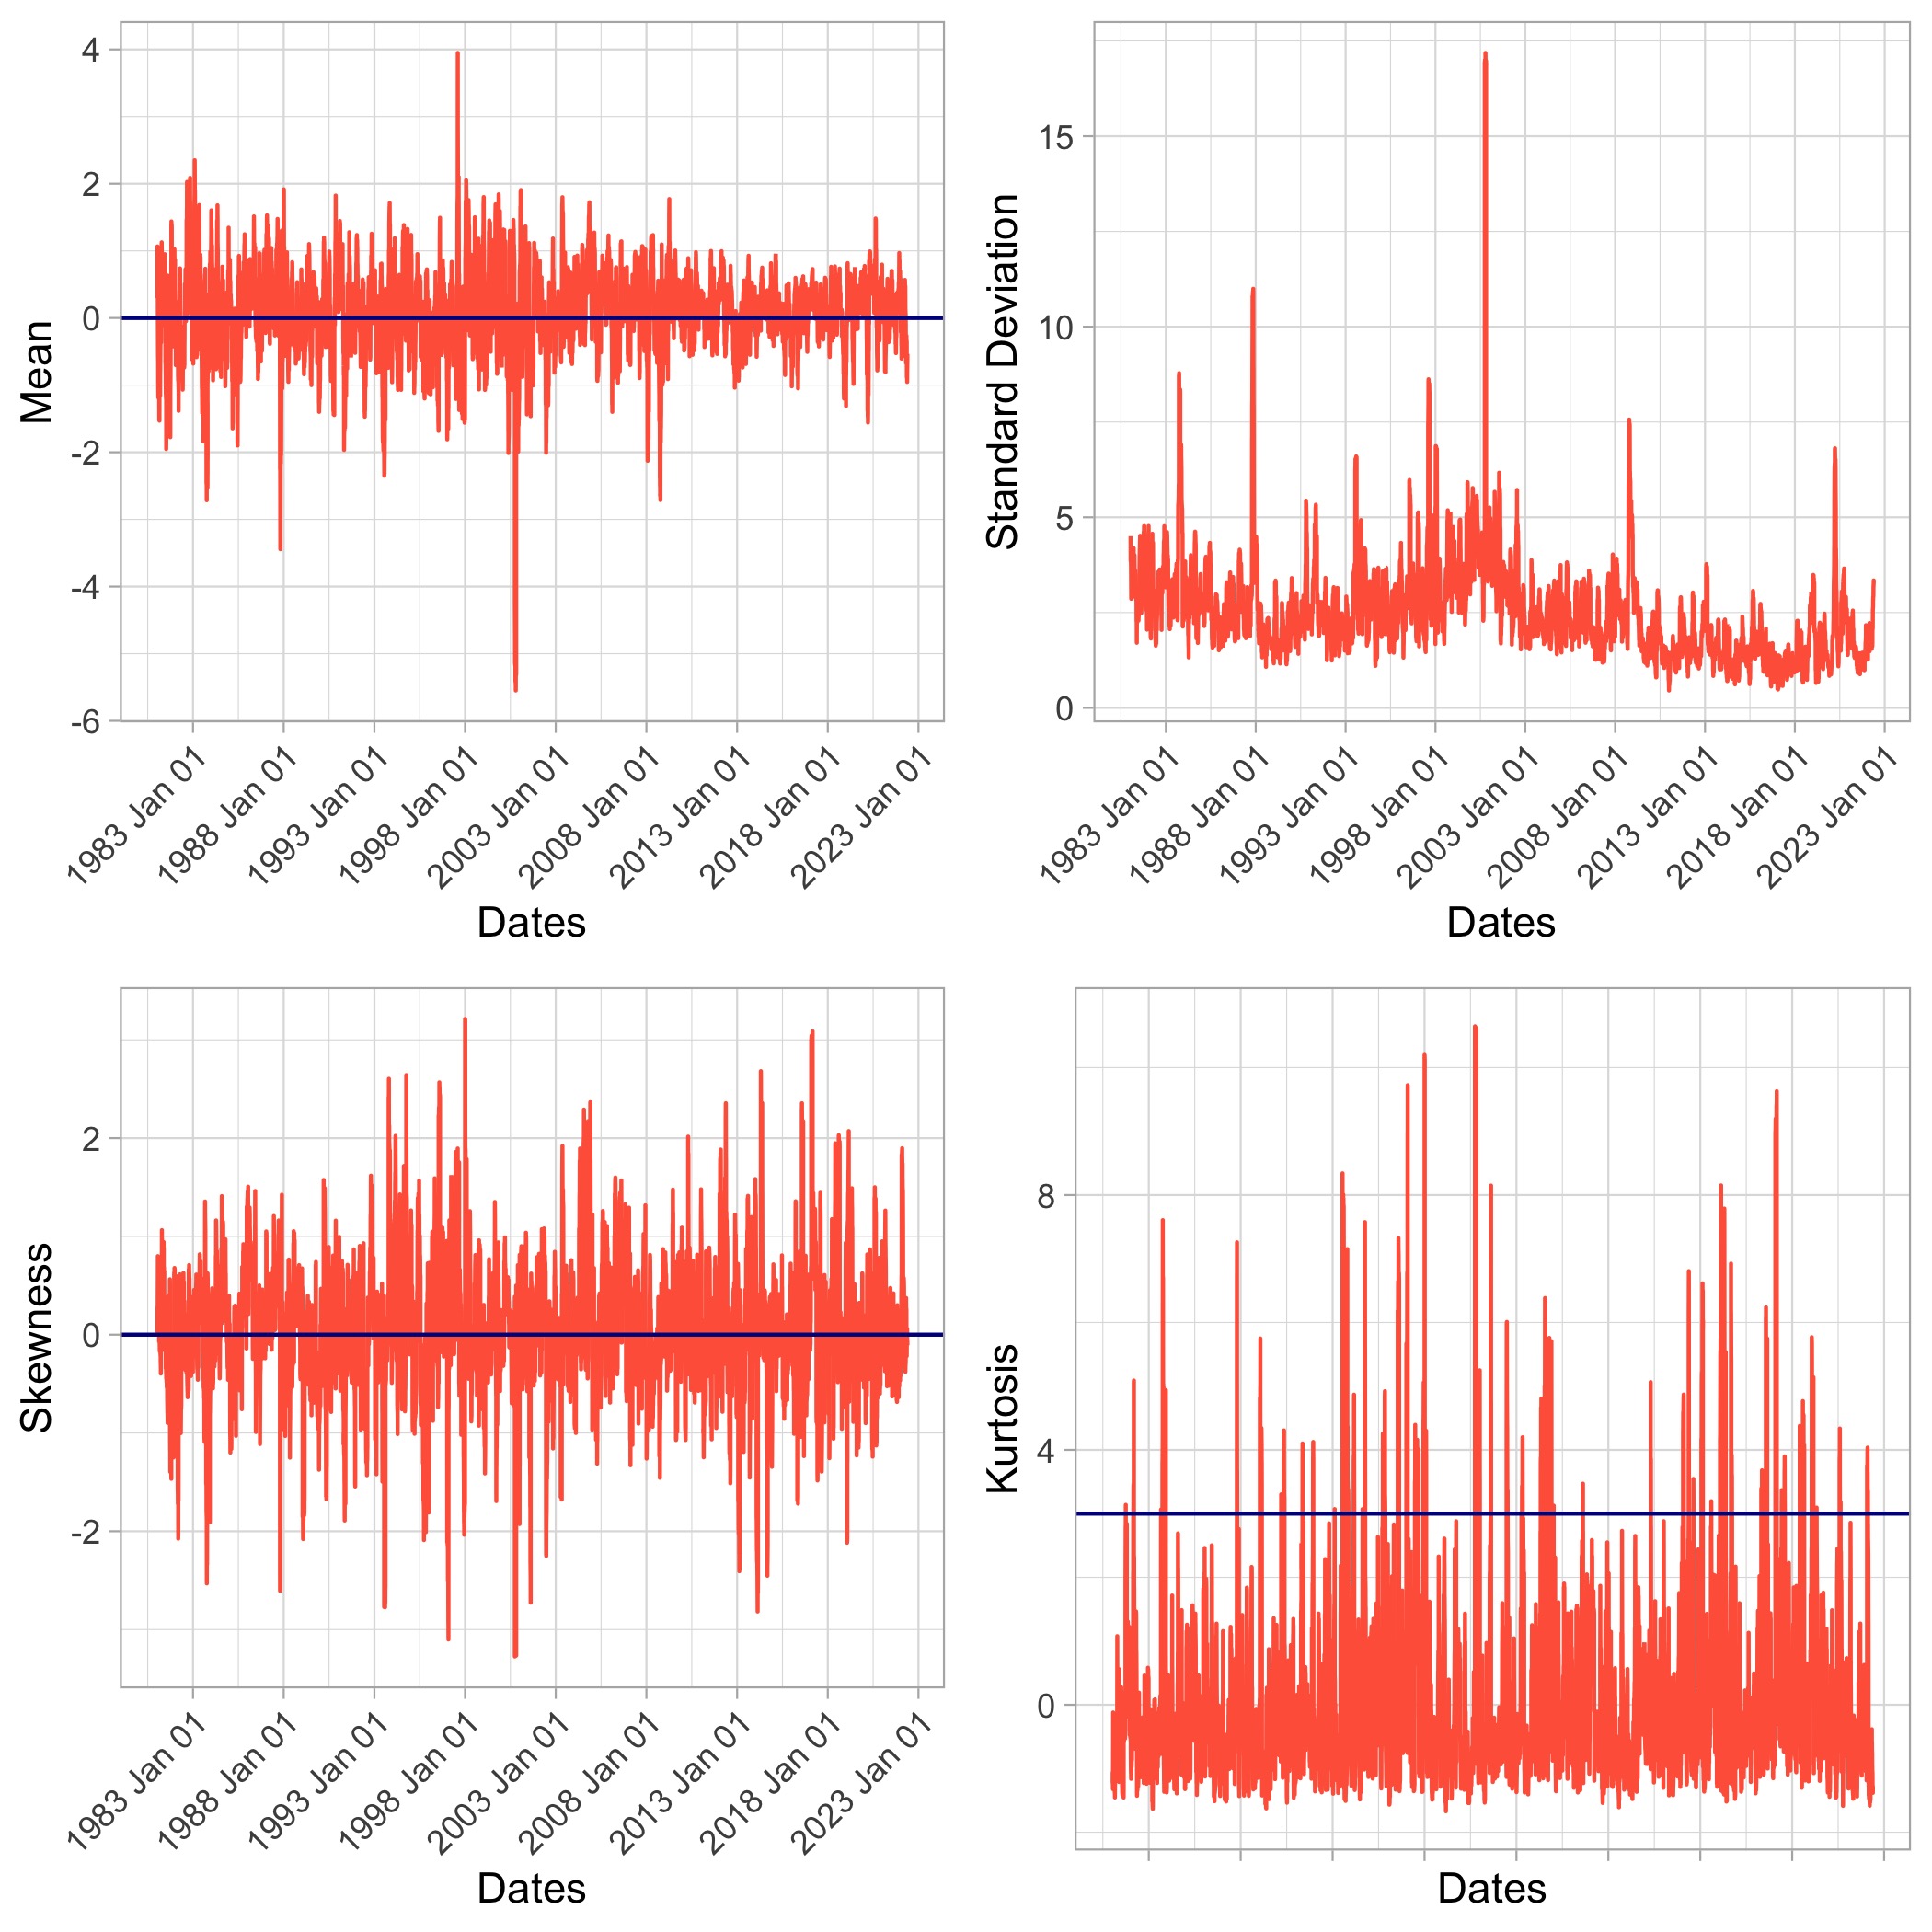 Mean
4
2
0
-2
-4
-6
1983 Jan 01
1988 Jan 01
1993 Jan 01
1998 Jan 01
2003 Jan 01
2008 Jan 01
2013 Jan 01
2018 Jan 01
2023 Jan 01
Dates
Standard Deviation
15
10
5
0
1983 Jan 01
1988 Jan 01
1993 Jan 01
1998 Jan 01
2003 Jan 01
2008 Jan 01
2013 Jan 01
2018 Jan 01
2023 Jan 01
Dates
Skewness
2
0
-2
1983 Jan 01
1988 Jan 01
1993 Jan 01
1998 Jan 01
2003 Jan 01
2008 Jan 01
2013 Jan 01
2018 Jan 01
2023 Jan 01
Dates
Kurtosis
8
4
0
Dates